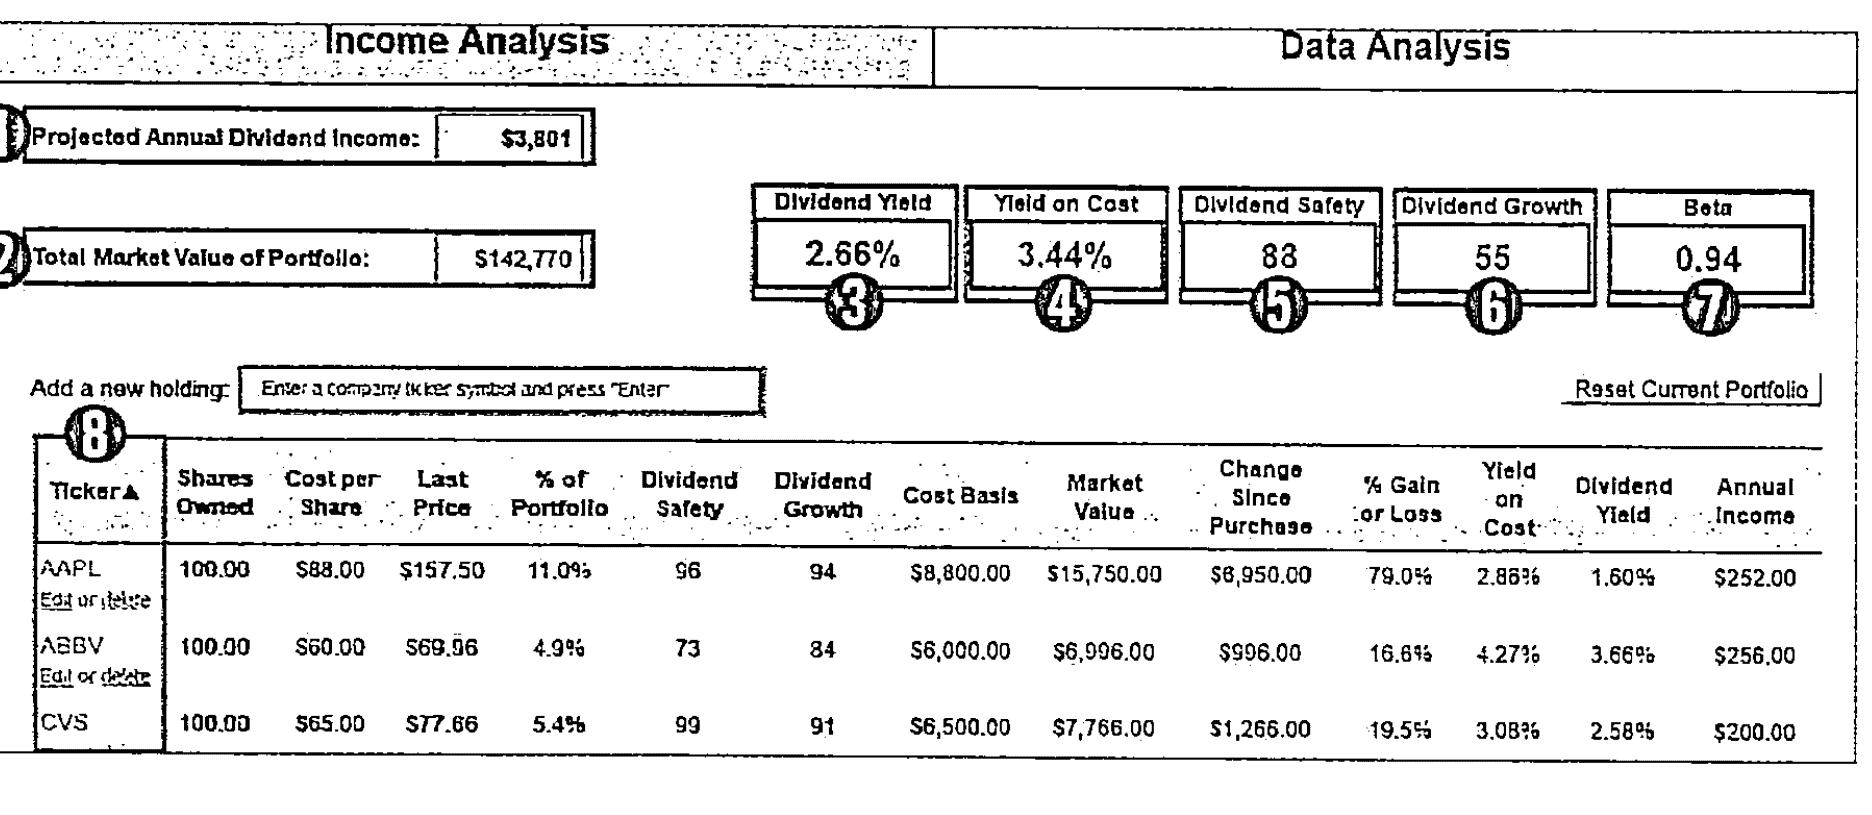 Income Analysis
Data Analysis
1
Projected Annual Dividend Income: $3,801
2
Total Market Value of Portfolio: $142,770
Dividend Yield Yield on Cost Dividend Safety Dividend Growth Beta
2.66% 3.44% 88 55 0.94
3 4 5 6 7
Add a new holding: Enter a company ticker symbol and press "Enter"
Reset Current Portfolio
8
Ticker▲ Shares Owned Cost per Share Last Price % of Portfolio Dividend Safety Dividend Growth Cost Basis Market Value Change Since Purchase % Gain or Loss Yield on Cost Dividend Yield Annual Income
AAPL 100.00 $88.00 $157.50 11.0% 96 94 $8,800.00 $15,750.00 $6,950.00 79.0% 2.86% 1.60% $252.00
Edit or delete
ABBV 100.00 $60.00 $69.96 4.9% 73 84 $6,000.00 $6,996.00 $996.00 16.6% 4.27% 3.66% $256.00
Edit or delete
CVS 100.00 $65.00 $77.66 5.4% 99 91 $6,500.00 $7,766.00 $1,266.00 19.5% 3.08% 2.58% $200.00